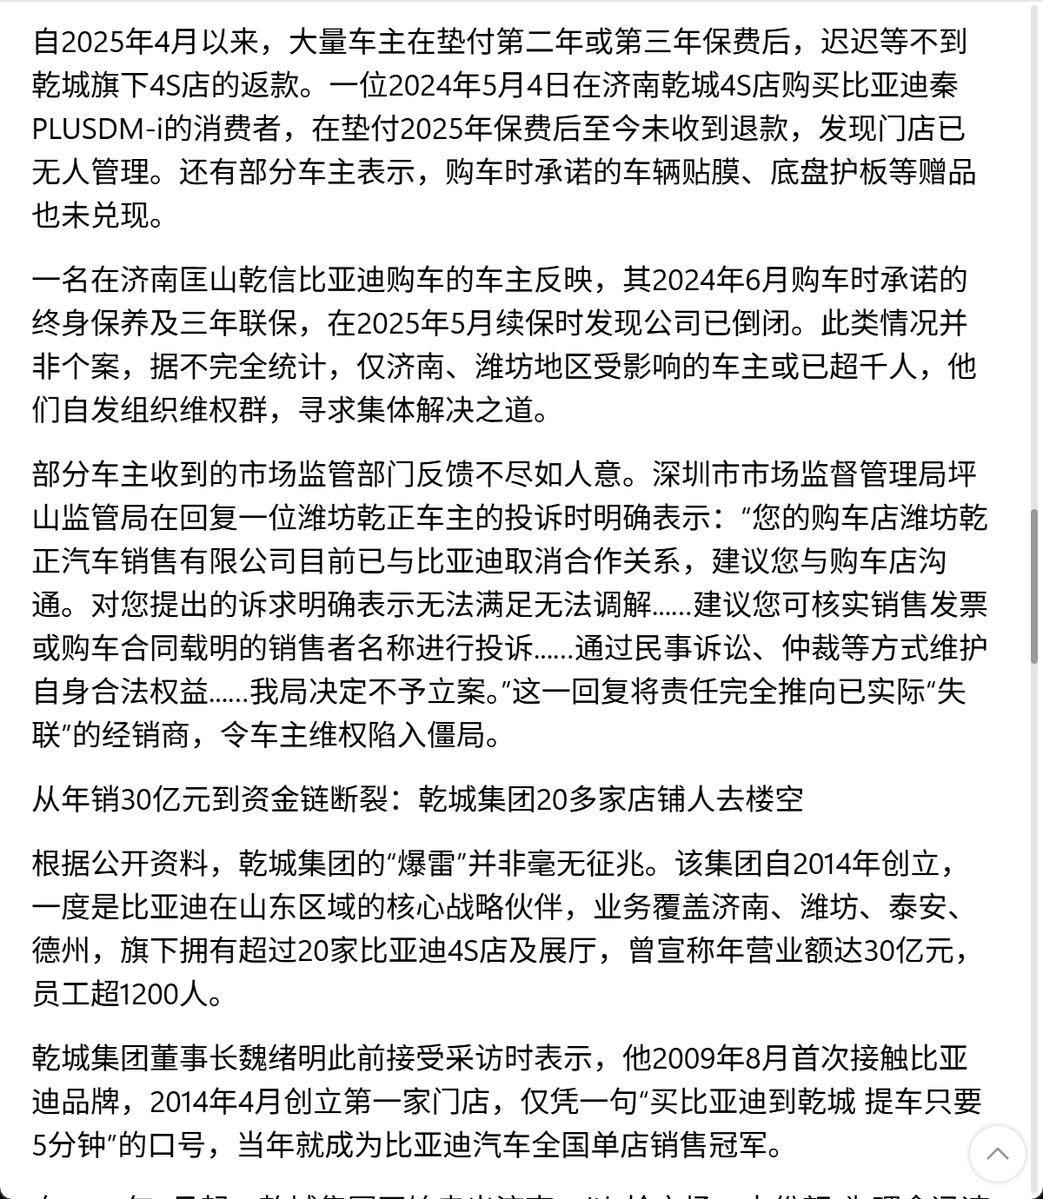 自2025年4月以来，大量车主在垫付第二年或第三年保费后，迟迟等不到
乾城旗下4S店的返款。一位2024年5月4日在济南乾城4S店购买比亚迪秦
PLUSDM-i的消费者，在垫付2025年保费后至今未收到退款，发现门店已
无人管理。还有部分车主表示，购车时承诺的车辆贴膜、底盘护板等赠品
也未兑现。
一名在济南匡山乾信比亚迪购车的车主反映，其2024年6月购车时承诺的
终身保养及三年联保，在2025年5月续保时发现公司已倒闭。此类情况并
非个案，据不完全统计，仅济南、潍坊地区受影响的车主或已超千人，他
们自发组织维权群，寻求集体解决之道。
部分车主收到的市场监管部门反馈不尽如人意。深圳市市场监督管理局坪
山监管局在回复一位潍坊乾正车主的投诉时明确表示：“您的购车店潍坊乾
正汽车销售有限公司目前已与比亚迪取消合作关系，建议您与购车店沟
通。对您提出的诉求明确表示无法满足无法调解......建议您可核实销售发票
或购车合同载明的销售者名称进行投诉......通过民事诉讼、仲裁等方式维护
自身合法权益......我局决定不予立案。”这一回复将责任完全推向已实际“失
联”的经销商，令车主维权陷入僵局。
从年销30亿元到资金链断裂：乾城集团20多家店铺人去楼空
根据公开资料，乾城集团的“爆雷”并非毫无征兆。该集团自2014年创立，
一度是比亚迪在山东区域的核心战略伙伴，业务覆盖济南、潍坊、泰安、
德州，旗下拥有超过20家比亚迪4S店及展厅，曾宣称年营业额达30亿元，
员工超1200人。
乾城集团董事长魏绪明此前接受采访时表示，他2009年8月首次接触比亚
迪品牌，2014年4月创立第一家门店，仅凭一句“买比亚迪到乾城 提车只要
5分钟”的口号，当年就成为比亚迪汽车全国单店销售冠军。